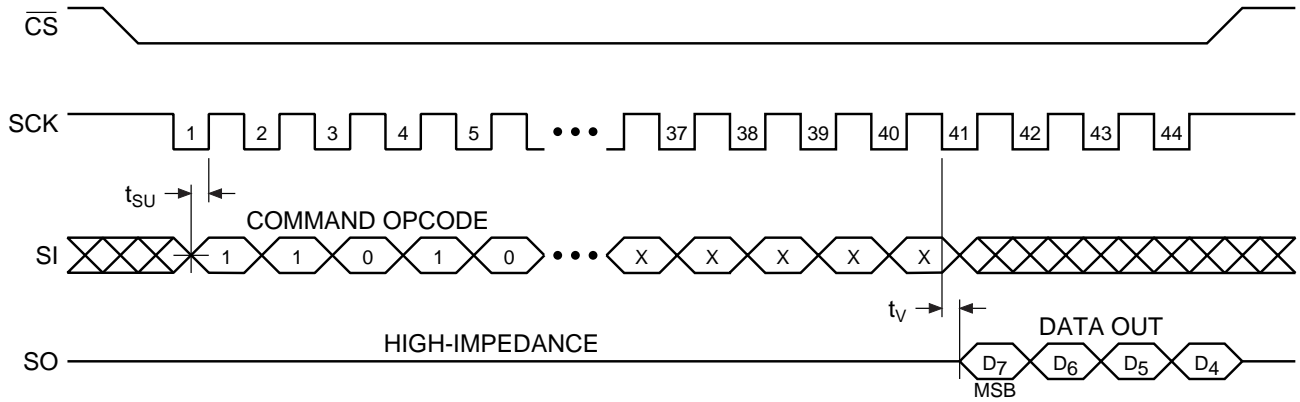 CS
SCK 1 2 3 4 5 ••• 37 38 39 40 41 42 43 44
tSU
COMMAND OPCODE
SI 1 1 0 1 0 ••• X X X X X
tV
DATA OUT
HIGH-IMPEDANCE
SO D7 D6 D5 D4
MSB